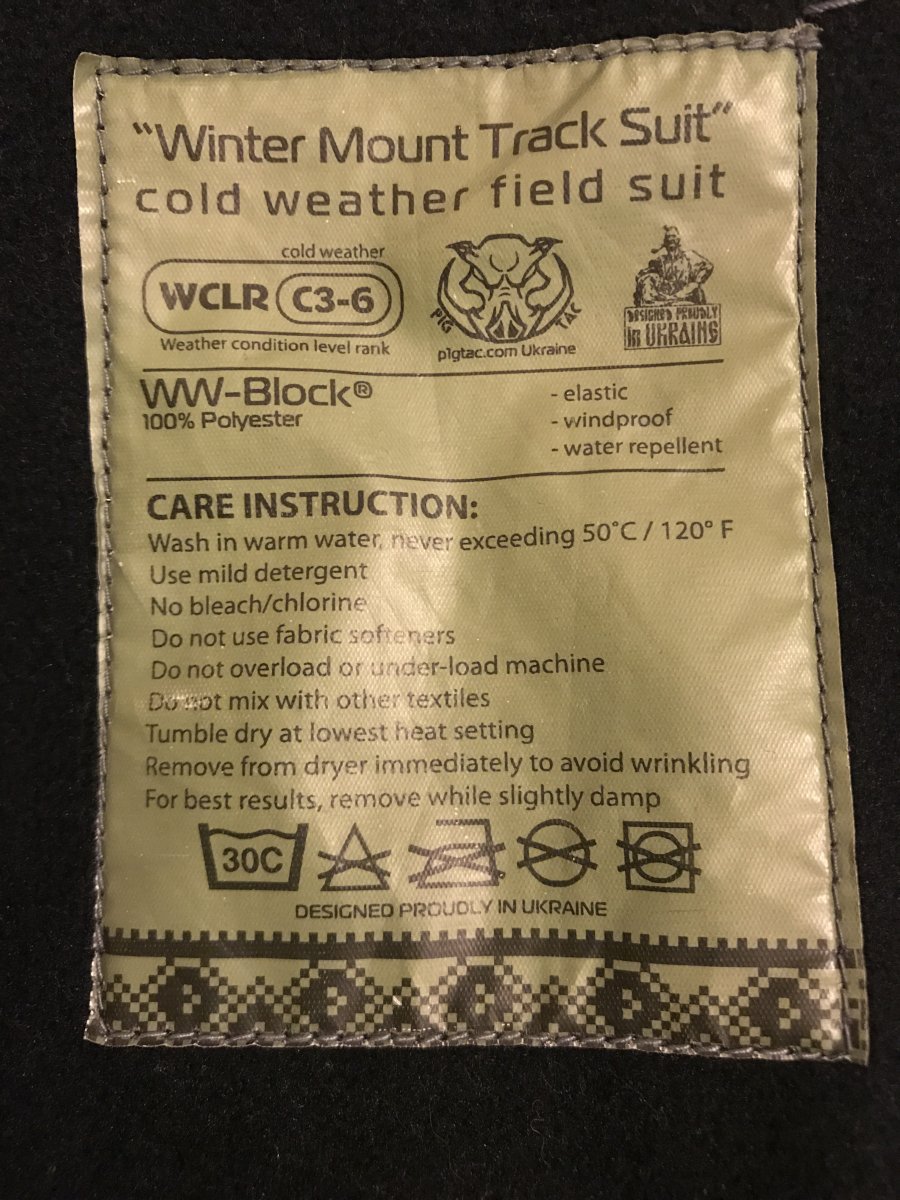 "Winter Mount Track Suit"
cold weather field suit
cold weather
WCLR C3-6
Weather condition level rank
PIG TAC
p1gtac.com Ukraine
DESIGNED PROUDLY
in UKRAINE
WW-Block®
100% Polyester
- elastic
- windproof
- water repellent
CARE INSTRUCTION:
Wash in warm water, never exceeding 50°C / 120° F
Use mild detergent
No bleach/chlorine
Do not use fabric softeners
Do not overload or under-load machine
Do not mix with other textiles
Tumble dry at lowest heat setting
Remove from dryer immediately to avoid wrinkling
For best results, remove while slightly damp
30C
DESIGNED PROUDLY IN UKRAINE